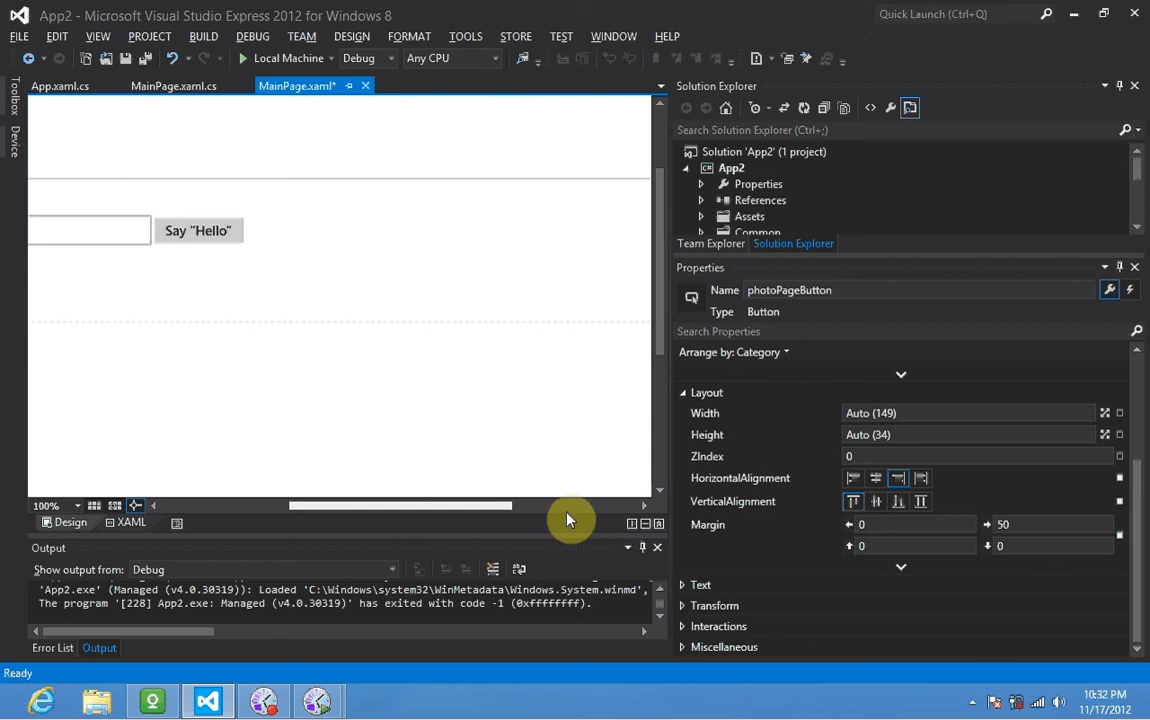 App2 - Microsoft Visual Studio Express 2012 for Windows 8
Quick Launch (Ctrl+Q)
FILE EDIT VIEW PROJECT BUILD DEBUG TEAM DESIGN FORMAT TOOLS STORE TEST WINDOW HELP
Local Machine Debug Any CPU
Toolbox
Device
App.xaml.cs MainPage.xaml.cs MainPage.xaml*
Say "Hello"
100%
Design XAML
Output
Show output from: Debug
'App2.exe' (Managed (v4.0.30319)): Loaded 'C:\Windows\system32\WinMetadata\Windows.System.winmd',
The program '[228] App2.exe: Managed (v4.0.30319)' has exited with code -1 (0xffffffff).
Error List Output
Solution Explorer
Search Solution Explorer (Ctrl+;)
Solution 'App2' (1 project)
C# App2
Properties
References
Assets
Common
Team Explorer Solution Explorer
Properties
Name photoPageButton
Type Button
Search Properties
Arrange by: Category
Layout
Width Auto (149)
Height Auto (34)
ZIndex 0
HorizontalAlignment
VerticalAlignment
Margin 0 50
0 0
Text
Transform
Interactions
Miscellaneous
Ready
10:32 PM
11/17/2012